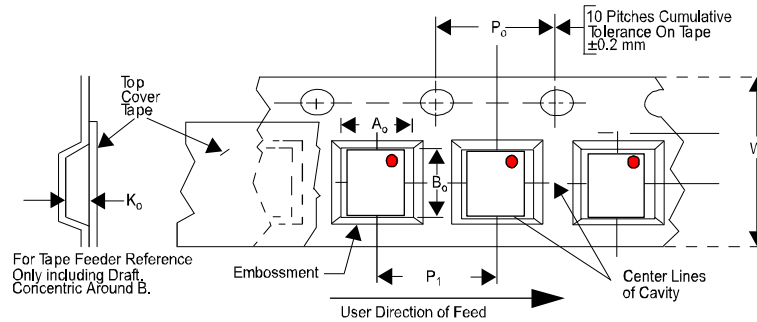 10 Pitches Cumulative
Tolerance On Tape
±0.2 mm
Po
Top
Cover
Tape
Ao
W
Bo
Ko
For Tape Feeder Reference
Only including Draft.
Concentric Around B.
Embossment
P1
Center Lines
of Cavity
User Direction of Feed